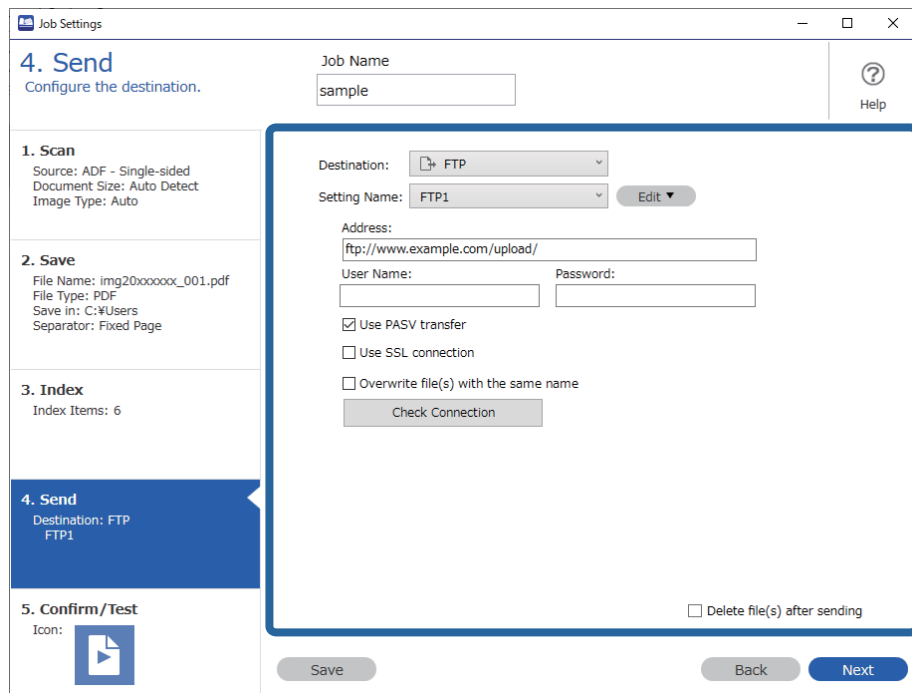 Job Settings
4. Send
Configure the destination.
Job Name
sample
Help
1. Scan
Source: ADF - Single-sided
Document Size: Auto Detect
Image Type: Auto
2. Save
File Name: img20xxxxxx_001.pdf
File Type: PDF
Save in: C:¥Users
Separator: Fixed Page
3. Index
Index Items: 6
4. Send
Destination: FTP
FTP1
5. Confirm/Test
Icon:
Destination: FTP
Setting Name: FTP1 Edit ▼
Address:
ftp://www.example.com/upload/
User Name: Password:
Use PASV transfer
Use SSL connection
Overwrite file(s) with the same name
Check Connection
Delete file(s) after sending
Save Back Next